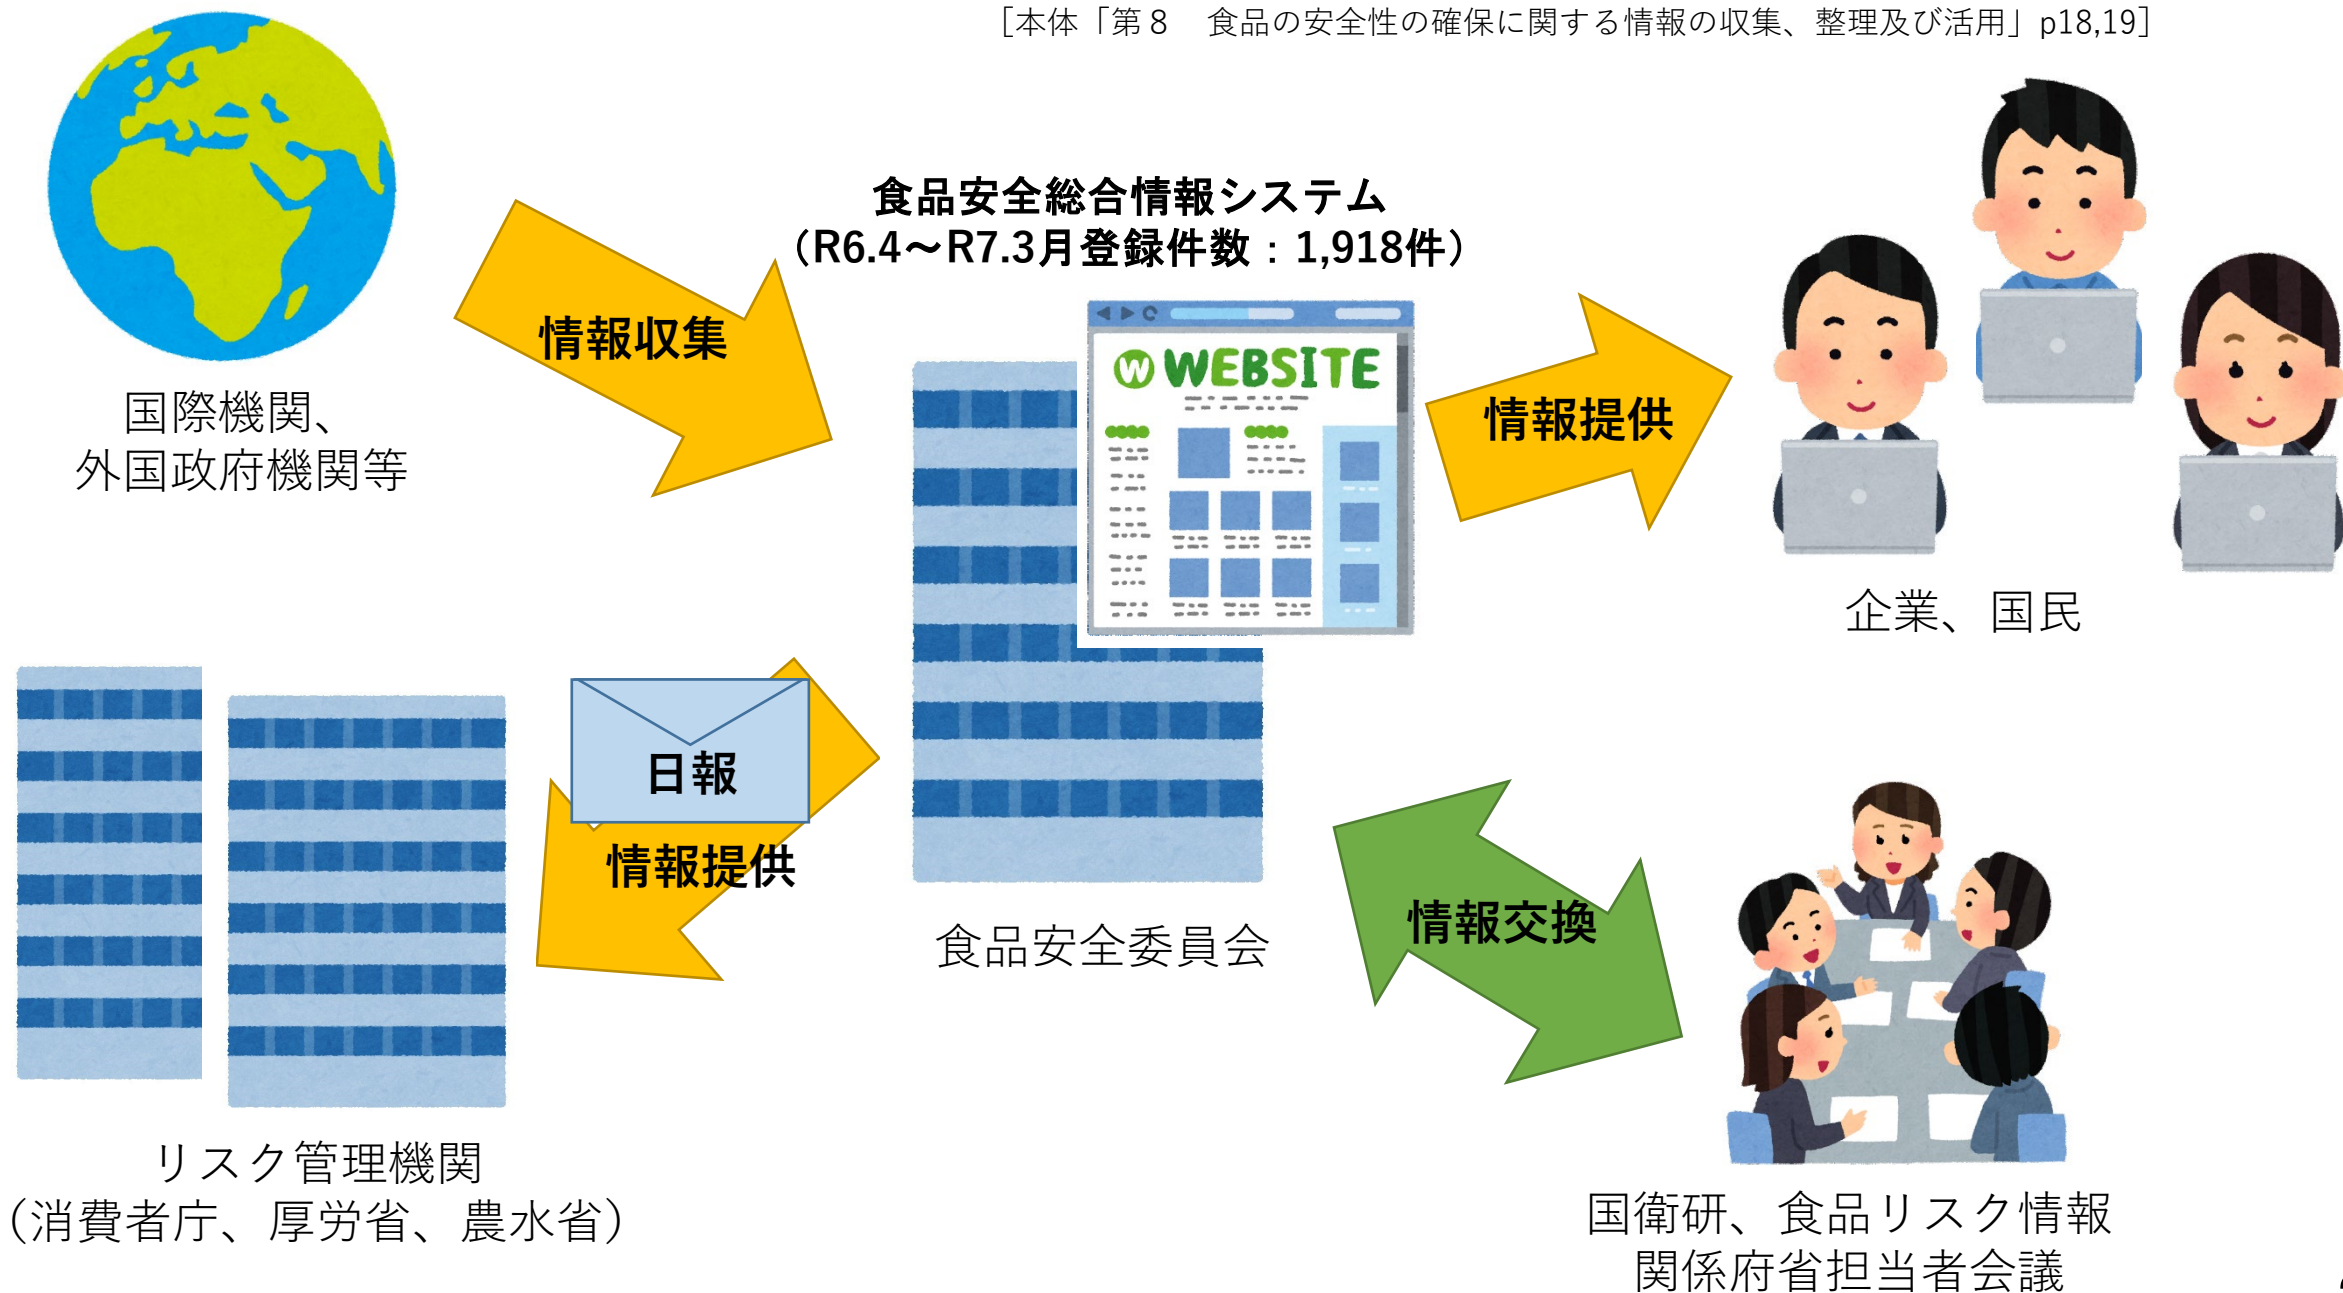 ［本体「第８　食品の安全性の確保に関する情報の収集、整理及び活用」p18,19］
食品安全総合情報システム
（R6.4～R7.3月登録件数：1,918件）
情報収集
WEBSITE
情報提供
国際機関、
外国政府機関等
企業、国民
日報
情報提供
情報交換
食品安全委員会
リスク管理機関
（消費者庁、厚労省、農水省）
国衛研、食品リスク情報
関係府省担当者会議